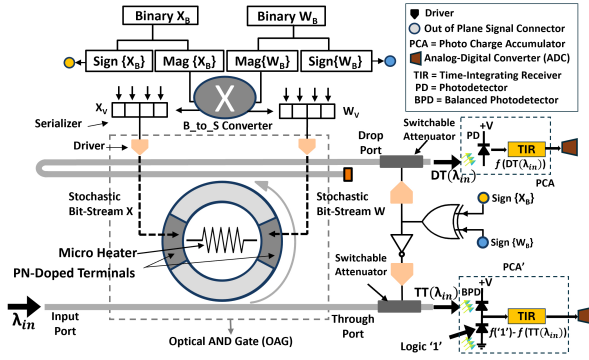 Binary X_B
Binary W_B
Sign {X_B}
Mag {X_B}
Mag{W_B}
Sign{W_B}
X
X_V
W_V
Serializer
B_to_S Converter
Driver
Out of Plane Signal Connector
PCA = Photo Charge Accumulator
Analog-Digital Converter (ADC)
TIR = Time-Integrating Receiver
PD = Photodetector
BPD = Balanced Photodetector
Driver
Drop
Port
Switchable
Attenuator
PD
+V
TIR
f(DT(λ_in))
DT(λ_in)
PCA
Stochastic
Bit-Stream X
Stochastic
Bit-Stream W
Sign {X_B}
Sign {W_B}
Micro Heater
PN-Doped Terminals
Switchable
Attenuator
PCA'
λ_in
Input
Port
Through
Port
TT(λ_in)
BPD
+V
TIR
f('1')- f (TT(λ_in))
Logic '1'
Optical AND Gate (OAG)